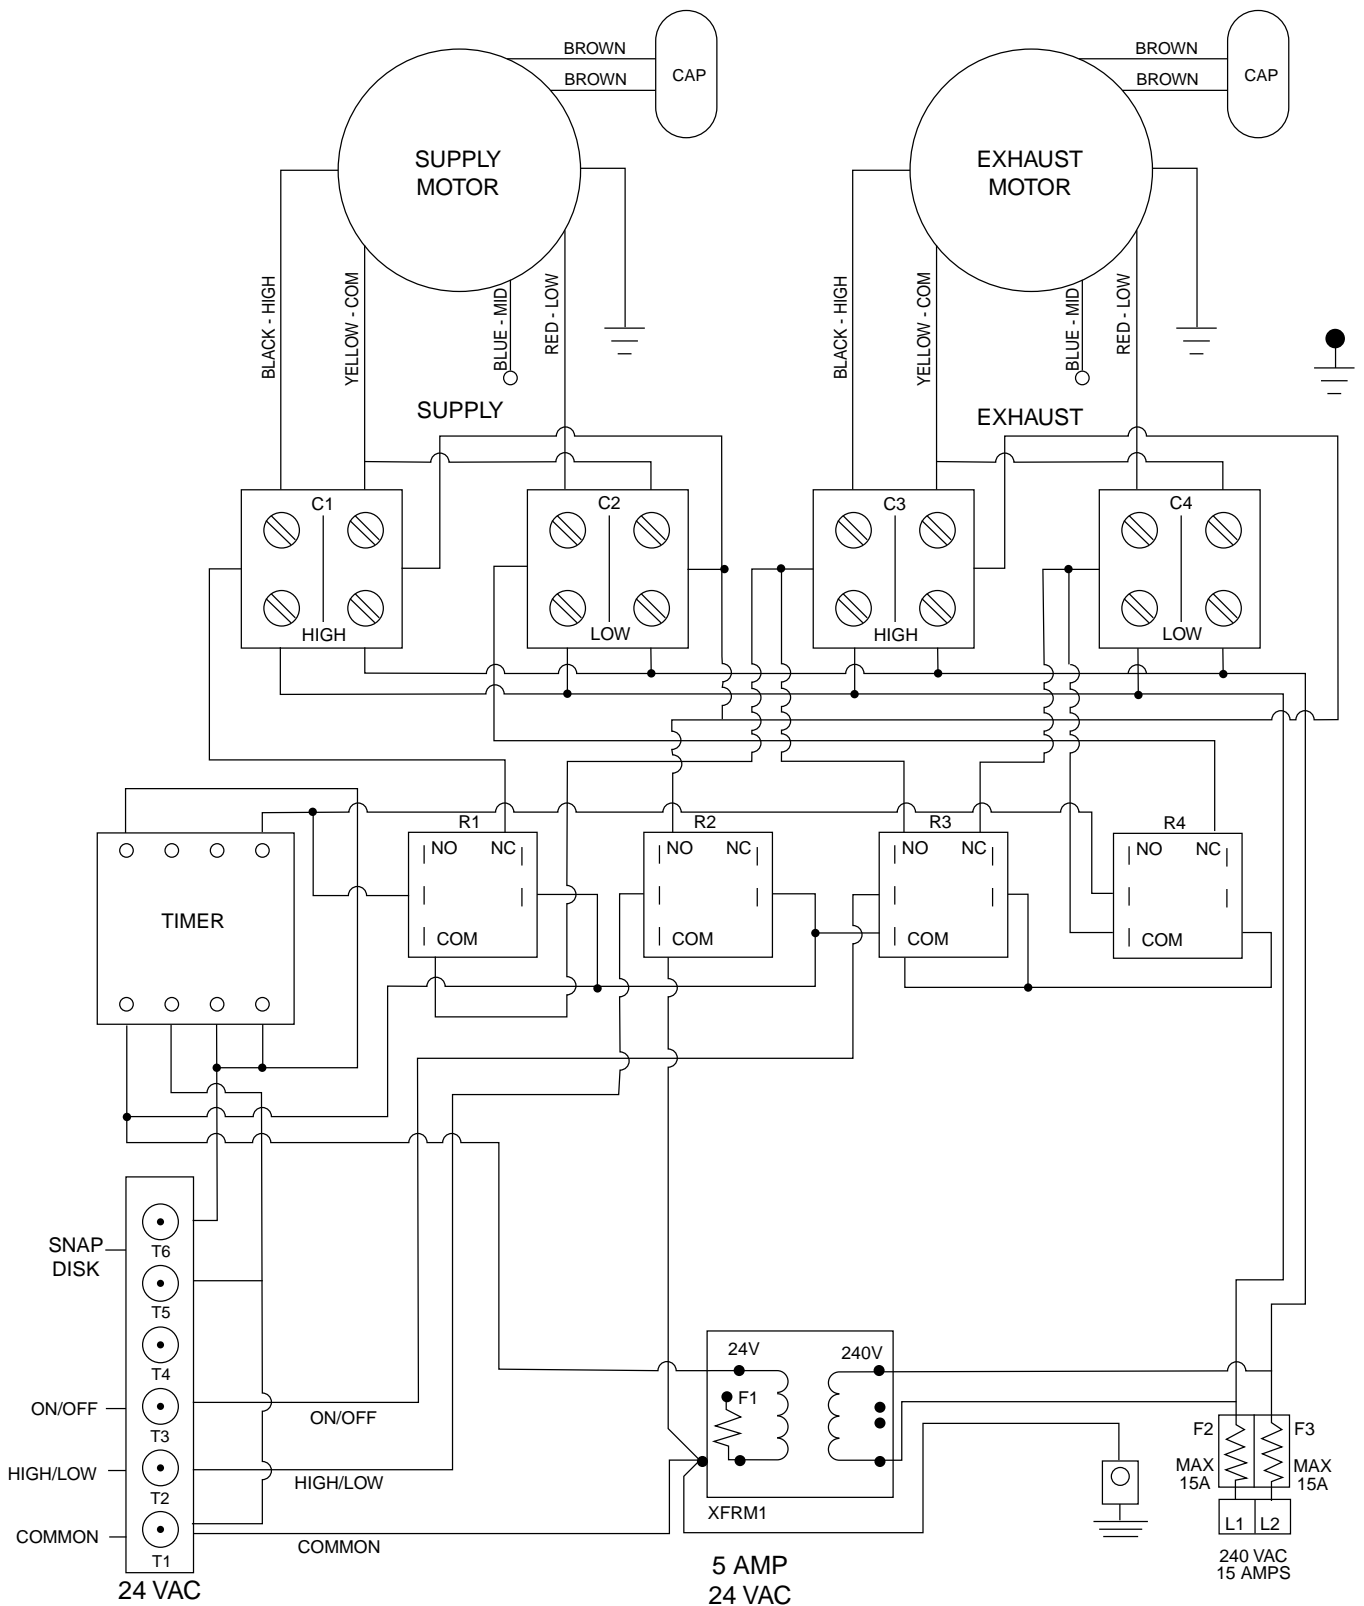 BROWN
BROWN
CAP
SUPPLY
MOTOR
BLACK - HIGH
YELLOW - COM
BLUE - MID
RED - LOW
SUPPLY
BROWN
BROWN
CAP
EXHAUST
MOTOR
BLACK - HIGH
YELLOW - COM
BLUE - MID
RED - LOW
EXHAUST
C1
HIGH
C2
LOW
C3
HIGH
C4
LOW
TIMER
R1
NO NC
COM
R2
NO NC
COM
R3
NO NC
COM
R4
NO NC
COM
SNAP
DISK
T6
T5
T4
ON/OFF
T3
ON/OFF
HIGH/LOW
T2
HIGH/LOW
COMMON
T1
COMMON
24 VAC
24V
240V
F1
XFRM1
5 AMP
24 VAC
F2
F3
MAX
15A
MAX
15A
L1
L2
240 VAC
15 AMPS